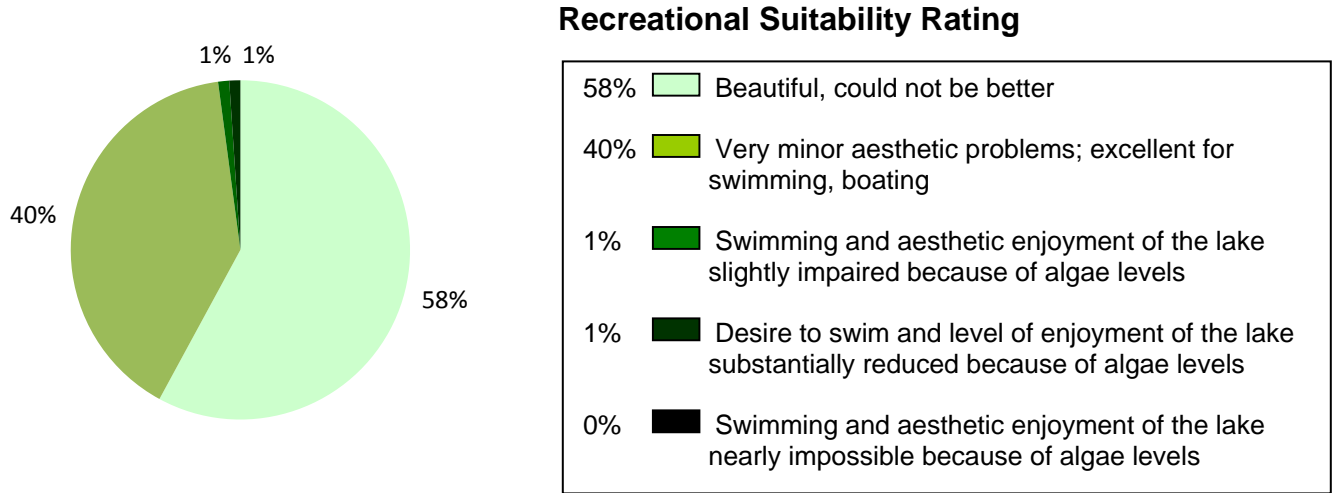 Recreational Suitability Rating
1% 1%
40%
58%
58% Beautiful, could not be better
40% Very minor aesthetic problems; excellent for
swimming, boating
1% Swimming and aesthetic enjoyment of the lake
slightly impaired because of algae levels
1% Desire to swim and level of enjoyment of the lake
substantially reduced because of algae levels
0% Swimming and aesthetic enjoyment of the lake
nearly impossible because of algae levels